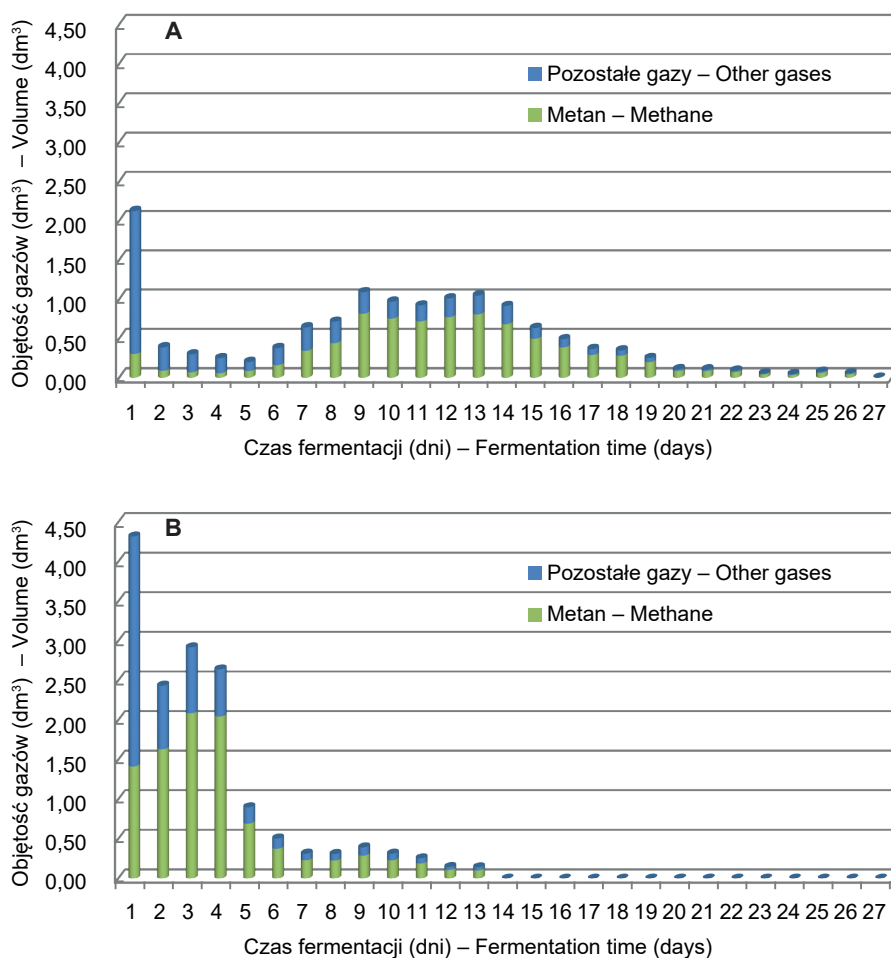 A
4,50
4,00
3,50
3,00
2,50
2,00
1,50
1,00
0,50
0,00
Objętość gazów (dm³) – Volume (dm³)
Pozostałe gazy – Other gases
Metan – Methane
1 2 3 4 5 6 7 8 9 10 11 12 13 14 15 16 17 18 19 20 21 22 23 24 25 26 27
Czas fermentacji (dni) – Fermentation time (days)
B
4,50
4,00
3,50
3,00
2,50
2,00
1,50
1,00
0,50
0,00
Objętość gazów (dm³) – Volume (dm³)
Pozostałe gazy – Other gases
Metan – Methane
1 2 3 4 5 6 7 8 9 10 11 12 13 14 15 16 17 18 19 20 21 22 23 24 25 26 27
Czas fermentacji (dni) – Fermentation time (days)